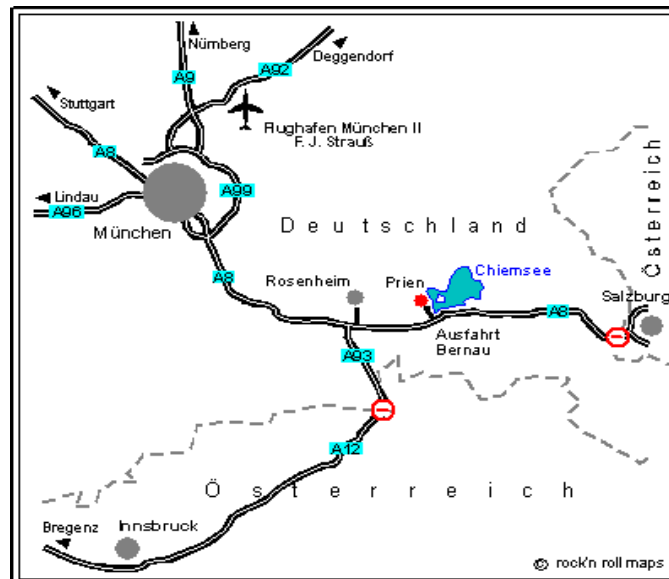 Nürnberg
A9
A92
Deggendorf
Stuttgart
Flughafen München II
F. J. Strauß
A8
A99
Lindau
A96
München
Deutschland
Österreich
A8
Rosenheim
Prien
Chiemsee
A8
Salzburg
Ausfahrt
Bernau
A93
A12
Österreich
Bregenz
Innsbruck
© rock'n roll maps